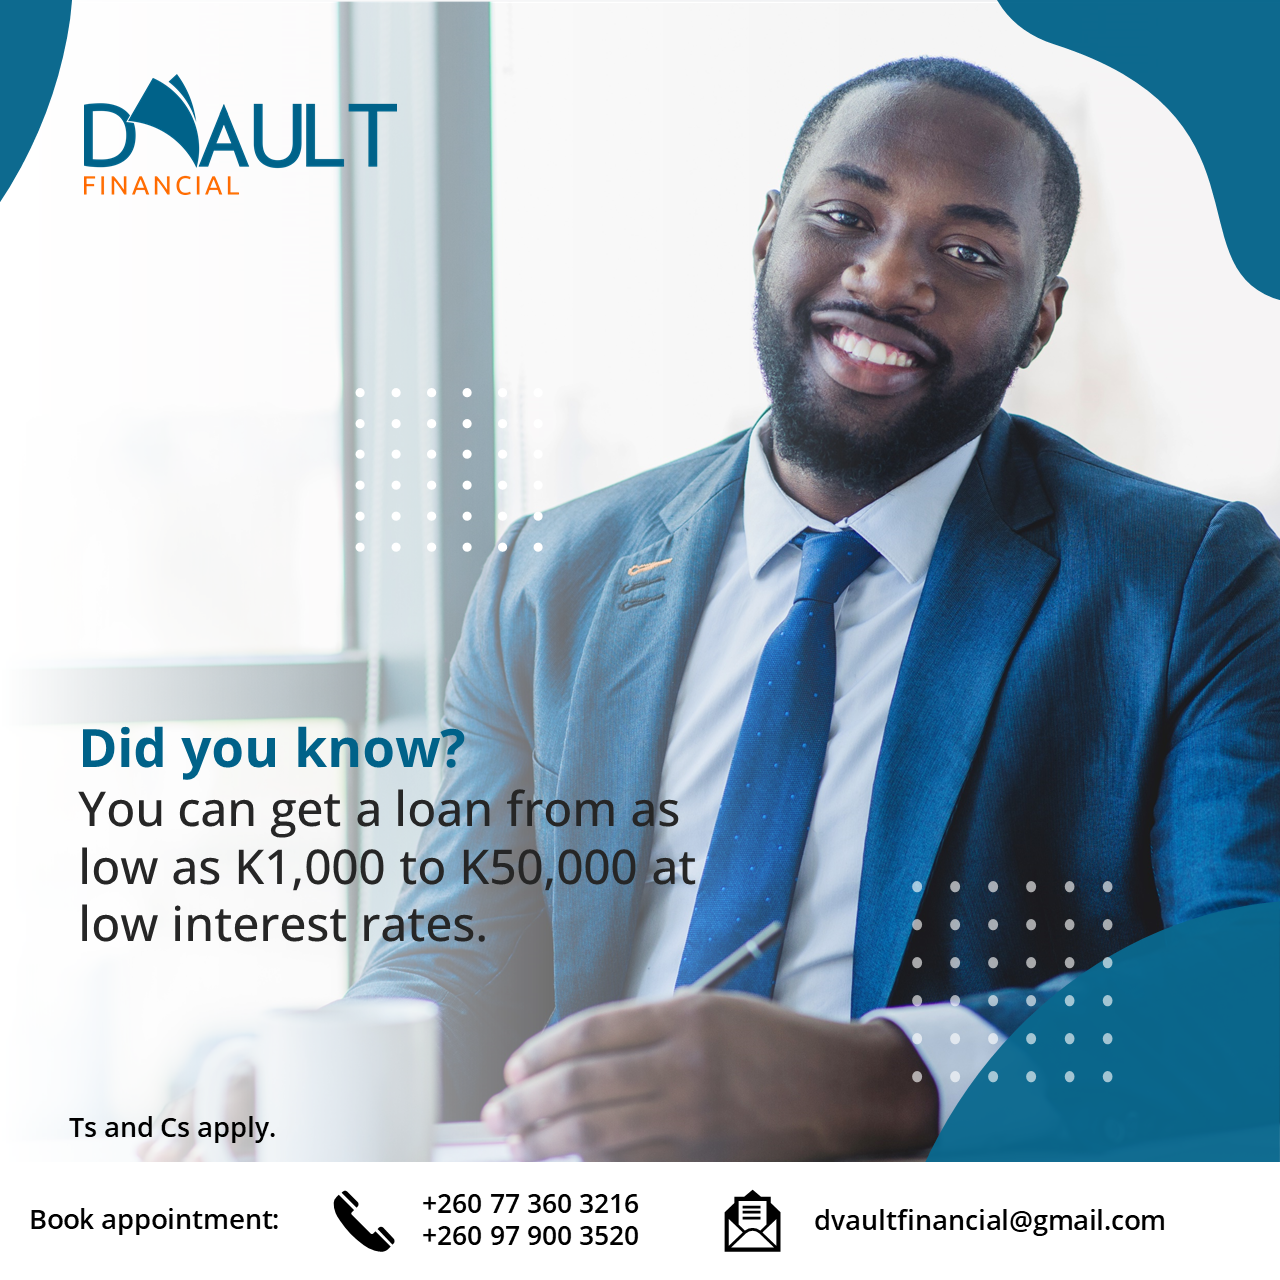 DVAULT
FINANCIAL
Did you know?
You can get a loan from as
low as K1,000 to K50,000 at
low interest rates.
Ts and Cs apply.
Book appointment:
+260 77 360 3216
+260 97 900 3520
dvaultfinancial@gmail.com